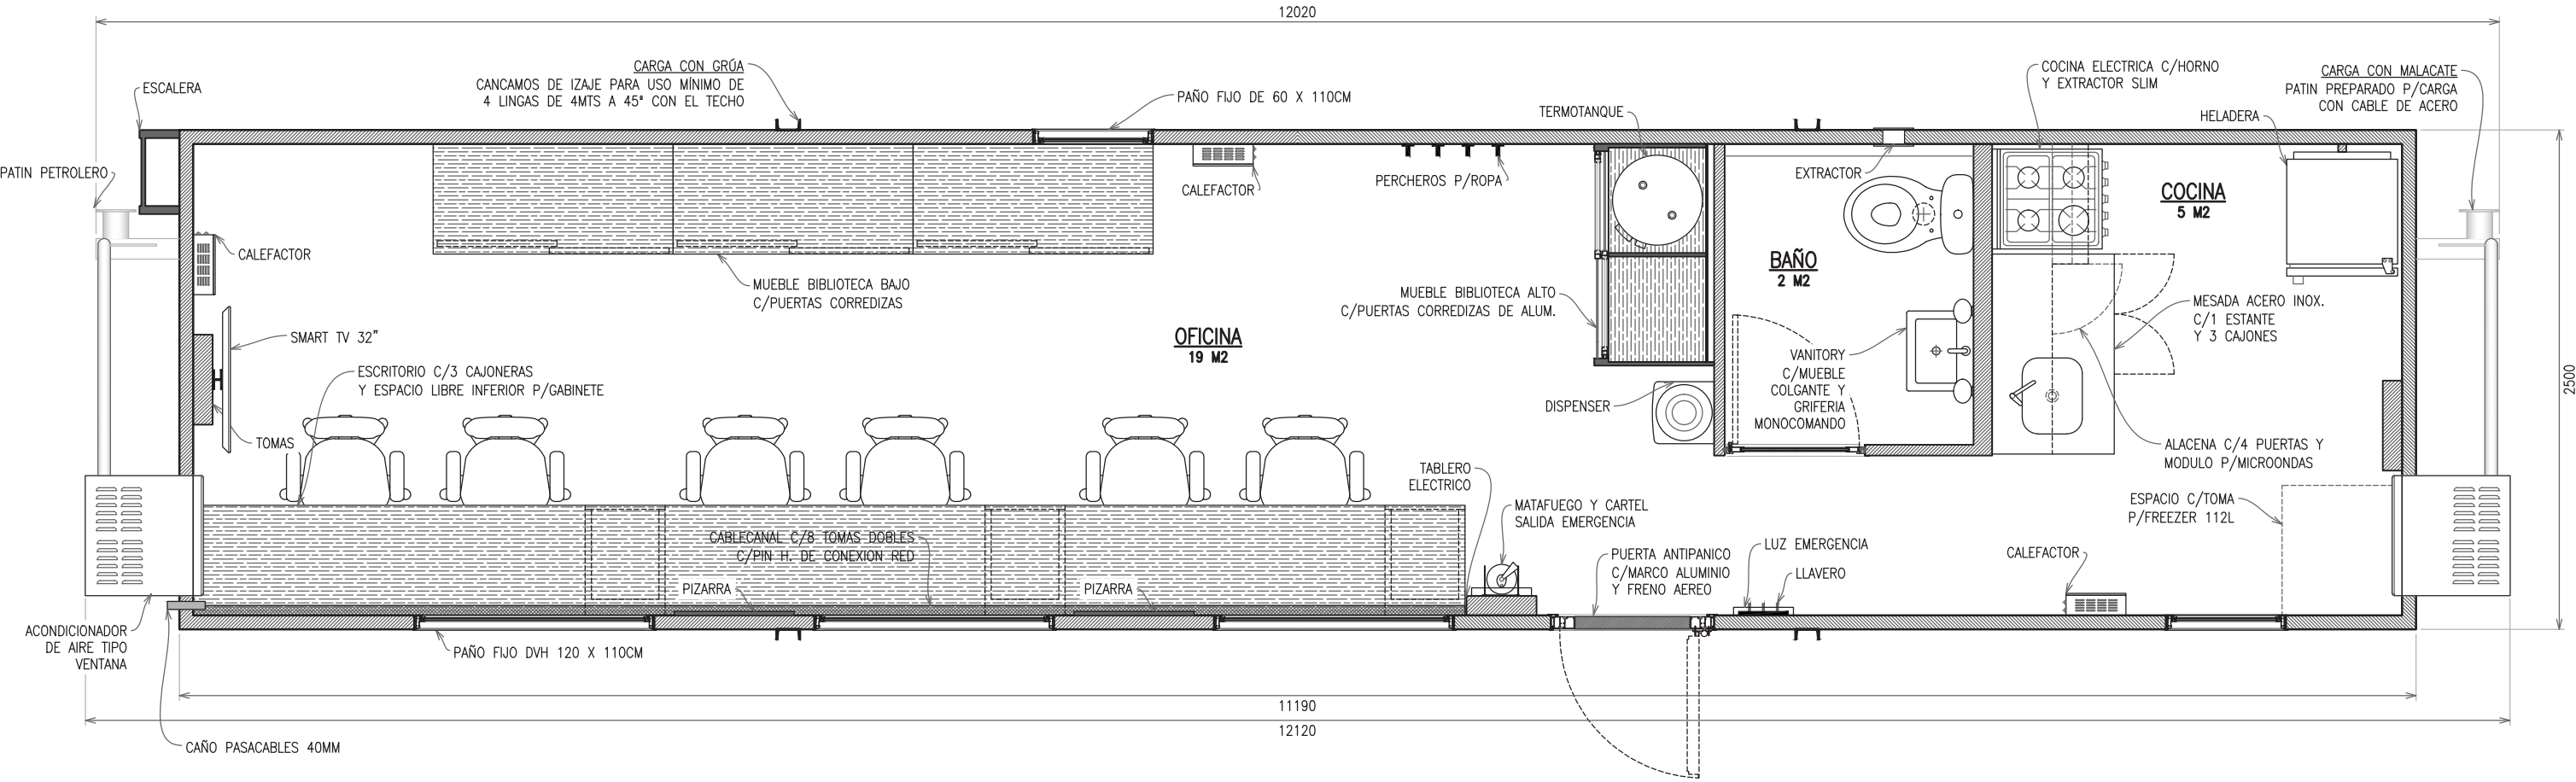 12020
ESCALERA
CARGA CON GRÚA
CANCAMOS DE IZAJE PARA USO MÍNIMO DE
4 LINGAS DE 4MTS A 45° CON EL TECHO
PAÑO FIJO DE 60 X 110CM
TERMOTANQUE
COCINA ELECTRICA C/HORNO
Y EXTRACTOR SLIM
CARGA CON MALACATE
PATIN PREPARADO P/CARGA
CON CABLE DE ACERO
HELADERA
PATIN PETROLERO
CALEFACTOR
PERCHEROS P/ROPA
EXTRACTOR
COCINA
5 M2
CALEFACTOR
MUEBLE BIBLIOTECA BAJO
C/PUERTAS CORREDIZAS
MUEBLE BIBLIOTECA ALTO
C/PUERTAS CORREDIZAS DE ALUM.
BAÑO
2 M2
MESADA ACERO INOX.
C/1 ESTANTE
Y 3 CAJONES
SMART TV 32"
OFICINA
19 M2
VANITORY
C/MUEBLE
COLGANTE Y
GRIFERIA
MONOCOMANDO
ESCRITORIO C/3 CAJONERAS
Y ESPACIO LIBRE INFERIOR P/GABINETE
2500
DISPENSER
TOMAS
ALACENA C/4 PUERTAS Y
MODULO P/MICROONDAS
TABLERO
ELECTRICO
MATAFUEGO Y CARTEL
SALIDA EMERGENCIA
ESPACIO C/TOMA
P/FREEZER 112L
CABLECANAL C/8 TOMAS DOBLES
C/PIN H. DE CONEXION RED
PUERTA ANTIPANICO
C/MARCO ALUMINIO
Y FRENO AEREO
LUZ EMERGENCIA
LLAVERO
CALEFACTOR
PIZARRA
PIZARRA
ACONDICIONADOR
DE AIRE TIPO
VENTANA
PAÑO FIJO DVH 120 X 110CM
11190
12120
CAÑO PASACABLES 40MM